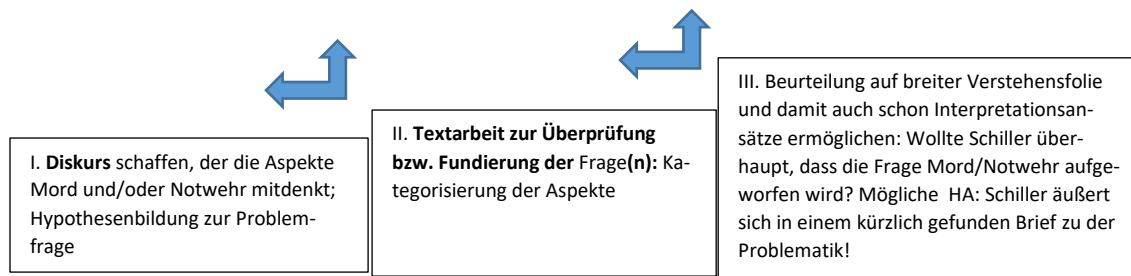 I. Diskurs schaffen, der die Aspekte
Mord und/oder Notwehr mitdenkt;
Hypothesenbildung zur Problem-
frage
II. Textarbeit zur Überprüfung
bzw. Fundierung der Frage(n): Ka-
tegorisierung der Aspekte
III. Beurteilung auf breiter Verstehensfolie
und damit auch schon Interpretationsan-
sätze ermöglichen: Wollte Schiller über-
haupt, dass die Frage Mord/Notwehr aufge-
worfen wird? Mögliche  HA: Schiller äußert
sich in einem kürzlich gefunden Brief zu der
Problematik!